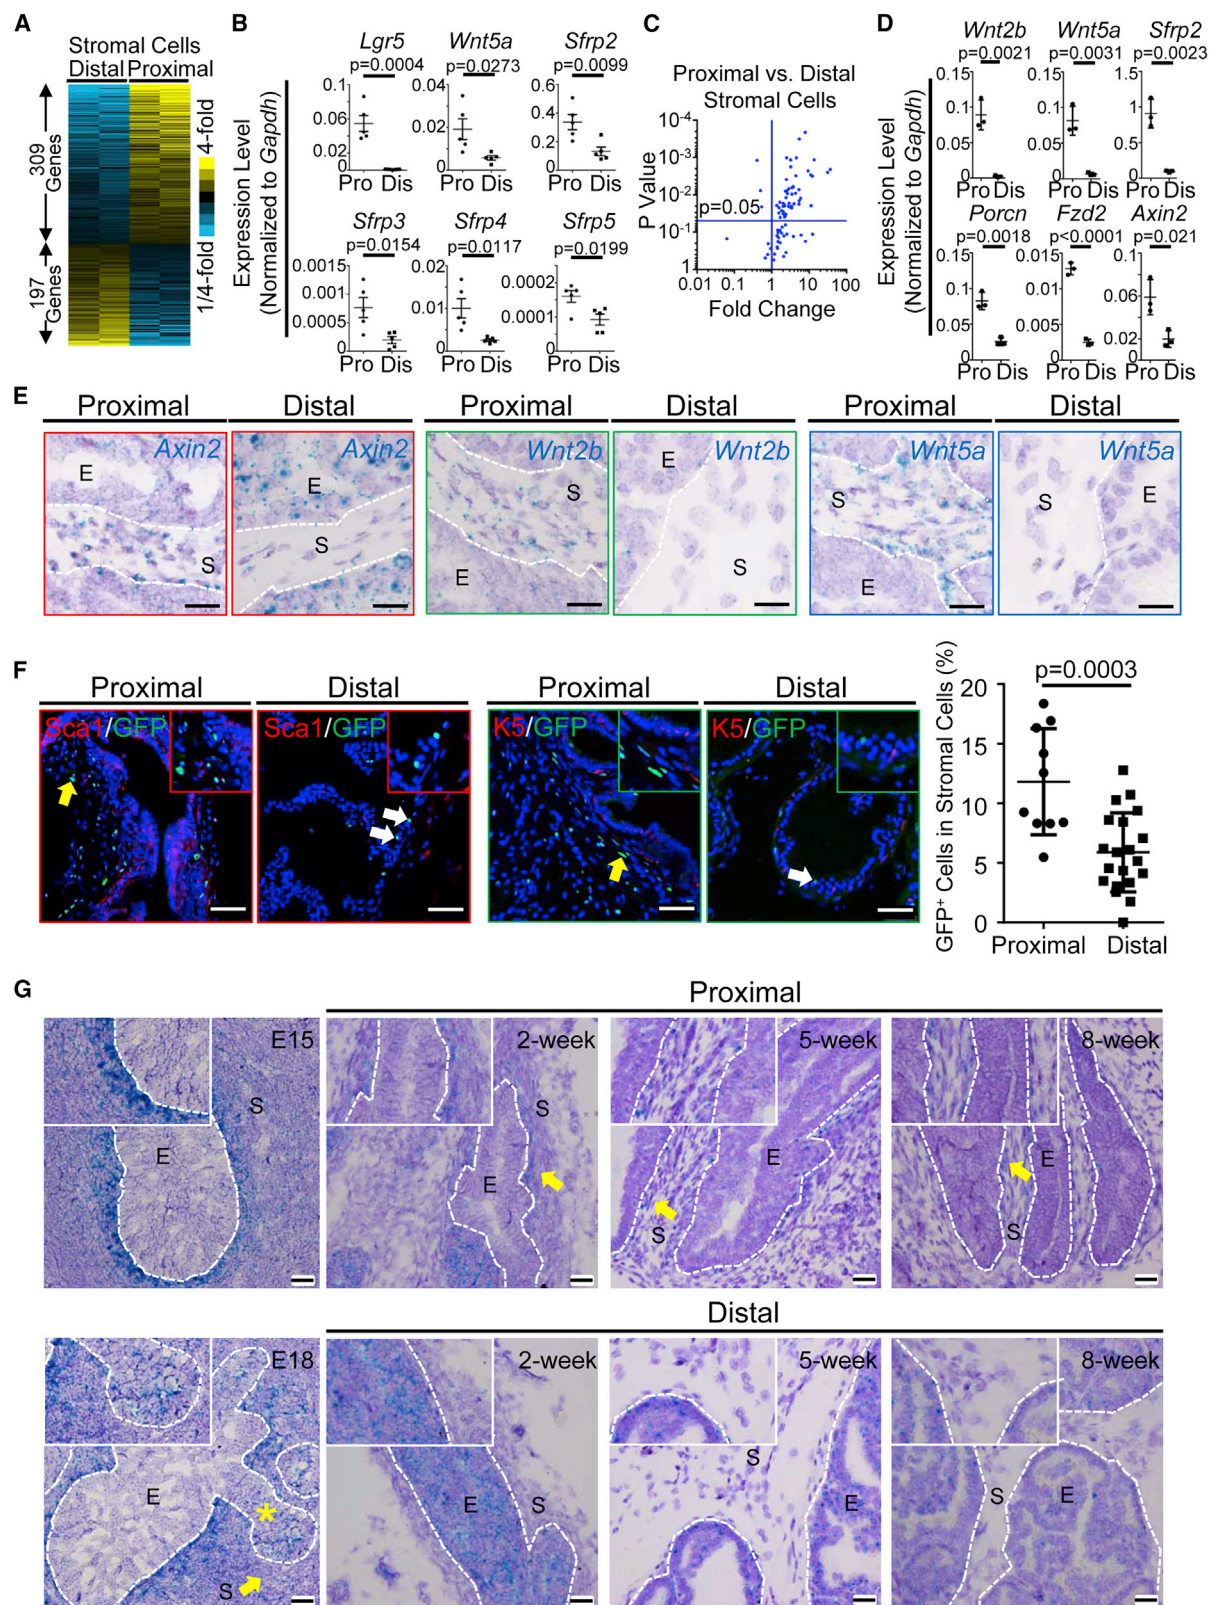 A
Stromal Cells
Distal Proximal
309
Genes
197
Genes
4-fold
1/4-fold
B
Expression Level
(Normalized to Gapdh)
Lgr5
p=0.0004
0.1
0.06
0.02
0
Pro Dis
Wnt5a
p=0.0273
0.04
0.02
0
Pro Dis
Sfrp2
p=0.0099
0.6
0.4
0.2
0
Pro Dis
Sfrp3
p=0.0154
0.0015
0.001
0.0005
0
Pro Dis
Sfrp4
p=0.0117
0.02
0.01
0
Pro Dis
Sfrp5
p=0.0199
0.0002
0.0001
0
Pro Dis
C
Proximal vs. Distal
Stromal Cells
P Value
10-4
10-3
10-2
10-1
1
p=0.05
0.01 0.1 1 10 100
Fold Change
D
Expression Level
(Normalized to Gapdh)
Wnt2b
p=0.0021
0.15
0.1
0.05
0
Pro Dis
Wnt5a
p=0.0031
0.15
0.1
0.05
0
Pro Dis
Sfrp2
p=0.0023
1.5
1
0.5
0
Pro Dis
Porcn
p=0.0018
0.15
0.1
0.05
0
Pro Dis
Fzd2
p<0.0001
0.015
0.01
0.005
0
Pro Dis
Axin2
p=0.021
0.1
0.06
0.02
0
Pro Dis
E
Proximal Distal Proximal Distal Proximal Distal
Axin2
E
S
Axin2
E
S
Wnt2b
S
E
Wnt2b
E
S
Wnt5a
S
E
Wnt5a
S
E
F
Proximal Distal Proximal Distal
Sca1/GFP
Sca1/GFP
K5/GFP
K5/GFP
GFP+ Cells in Stromal Cells (%)
p=0.0003
20
15
10
5
0
Proximal Distal
G
Proximal
E15
S
E
2-week
S
E
5-week
E
S
8-week
E
S
Distal
E18
E
*
S
2-week
E
S
5-week
S
E
8-week
S
E